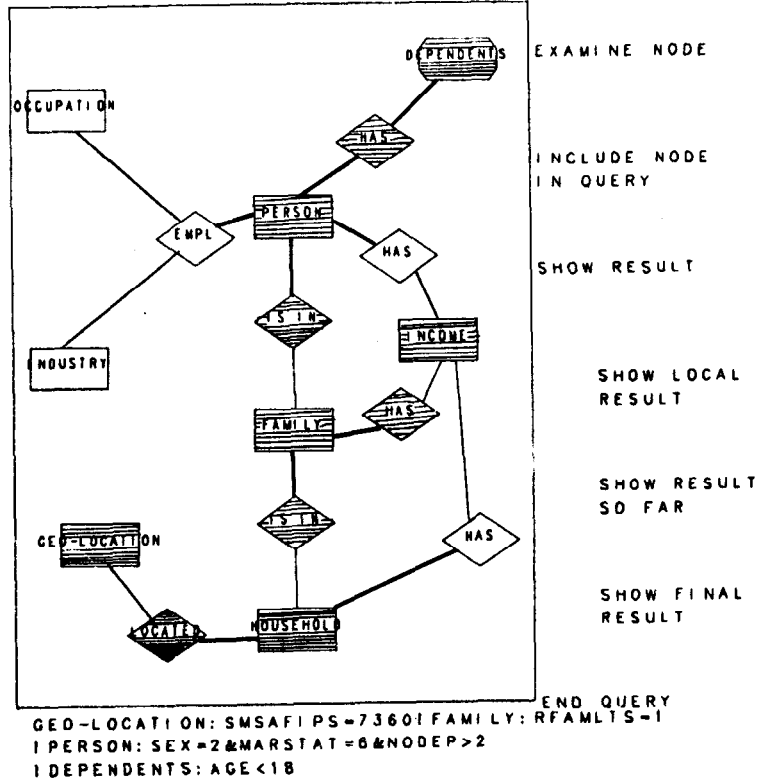 DEPENDENTS
EXAMINE NODE
OCCUPATION
HAS
INCLUDE NODE
IN QUERY
PERSON
EMPL
HAS
SHOW RESULT
IS IN
INCOME
INDUSTRY
SHOW LOCAL
RESULT
HAS
FAMILY
SHOW RESULT
SO FAR
IS IN
HAS
GEO-LOCATION
SHOW FINAL
RESULT
HOUSEHOLD
LOCATED
END QUERY
GEO-LOCATION: SMSAFIPS=7360|FAMILY: RFAMLTS=1
|PERSON: SEX=2&MARSTAT=6&NODEP>2
|DEPENDENTS: AGE<18